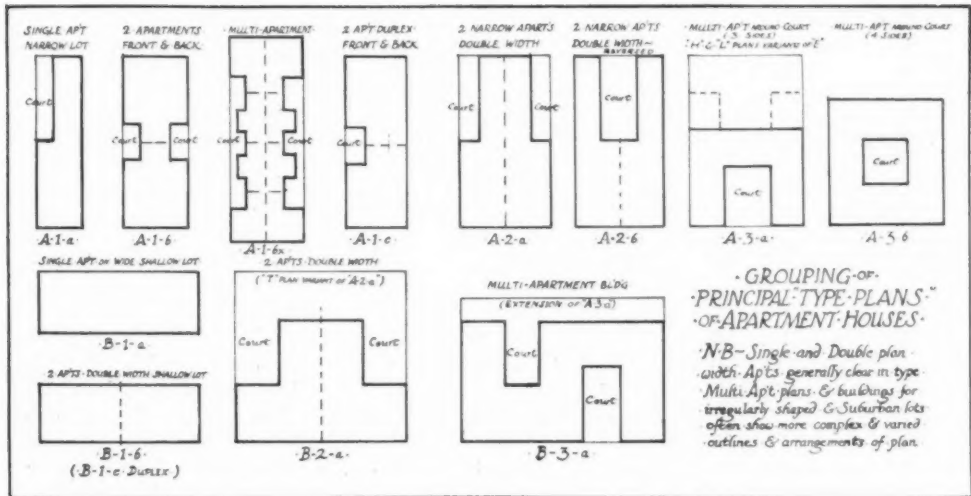 SINGLE AP'T
NARROW LOT
2 APARTMENTS
FRONT & BACK
MULTI-APARTMENT
2 AP'T DUPLEX
FRONT & BACK
2 NARROW APARTS
DOUBLE WIDTH
2 NARROW AP'TS
DOUBLE WIDTH~
REVERSED
MULTI-AP'T AROUND COURT
(3 SIDES)
"H" & "L" PLANS VARIANTS OF "E"
MULTI-AP'T AROUND COURT
(4 SIDES)
Court
Court
Court
Court
Court
Court
Court
Court
Court
Court
Court
A-1-a
A-1-b
A-1-bx
A-1-c
A-2-a
A-2-b
A-3-a
A-3-b
SINGLE AP'T ON WIDE SHALLOW LOT
B-1-a
2 AP'TS DOUBLE WIDTH
("T" PLAN VARIANT OF "A-2-a")
Court
Court
B-2-a
MULTI-APARTMENT BLD'G
(EXTENSION OF "A-3-a")
Court
Court
B-3-a
2 AP'TS DOUBLE WIDTH SHALLOW LOT
B-1-b
(B-1-c DUPLEX)
·GROUPING·OF·
·PRINCIPAL·"TYPE·PLANS"·
·OF·APARTMENT·HOUSES·
·N·B~Single and Double plan
width Ap'ts generally clear in type
Multi Ap't plans & buildings for
irregularly shaped & Suburban lots
often show more complex & varied
outlines & arrangements of plan.